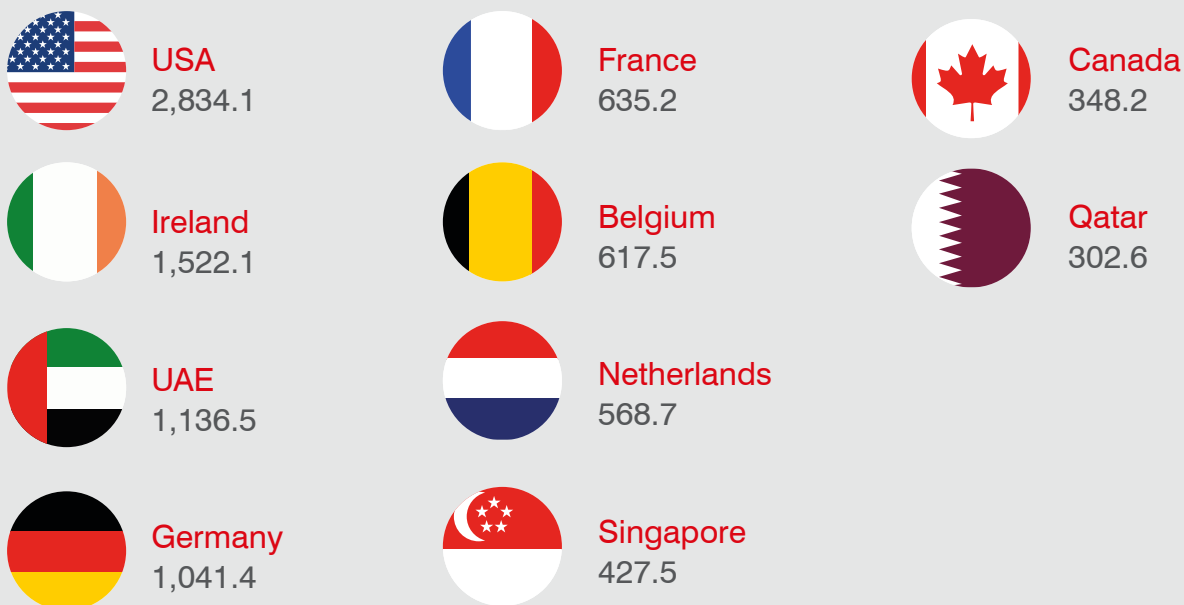 USA
2,834.1
Ireland
1,522.1
UAE
1,136.5
Germany
1,041.4
France
635.2
Belgium
617.5
Netherlands
568.7
Singapore
427.5
Canada
348.2
Qatar
302.6